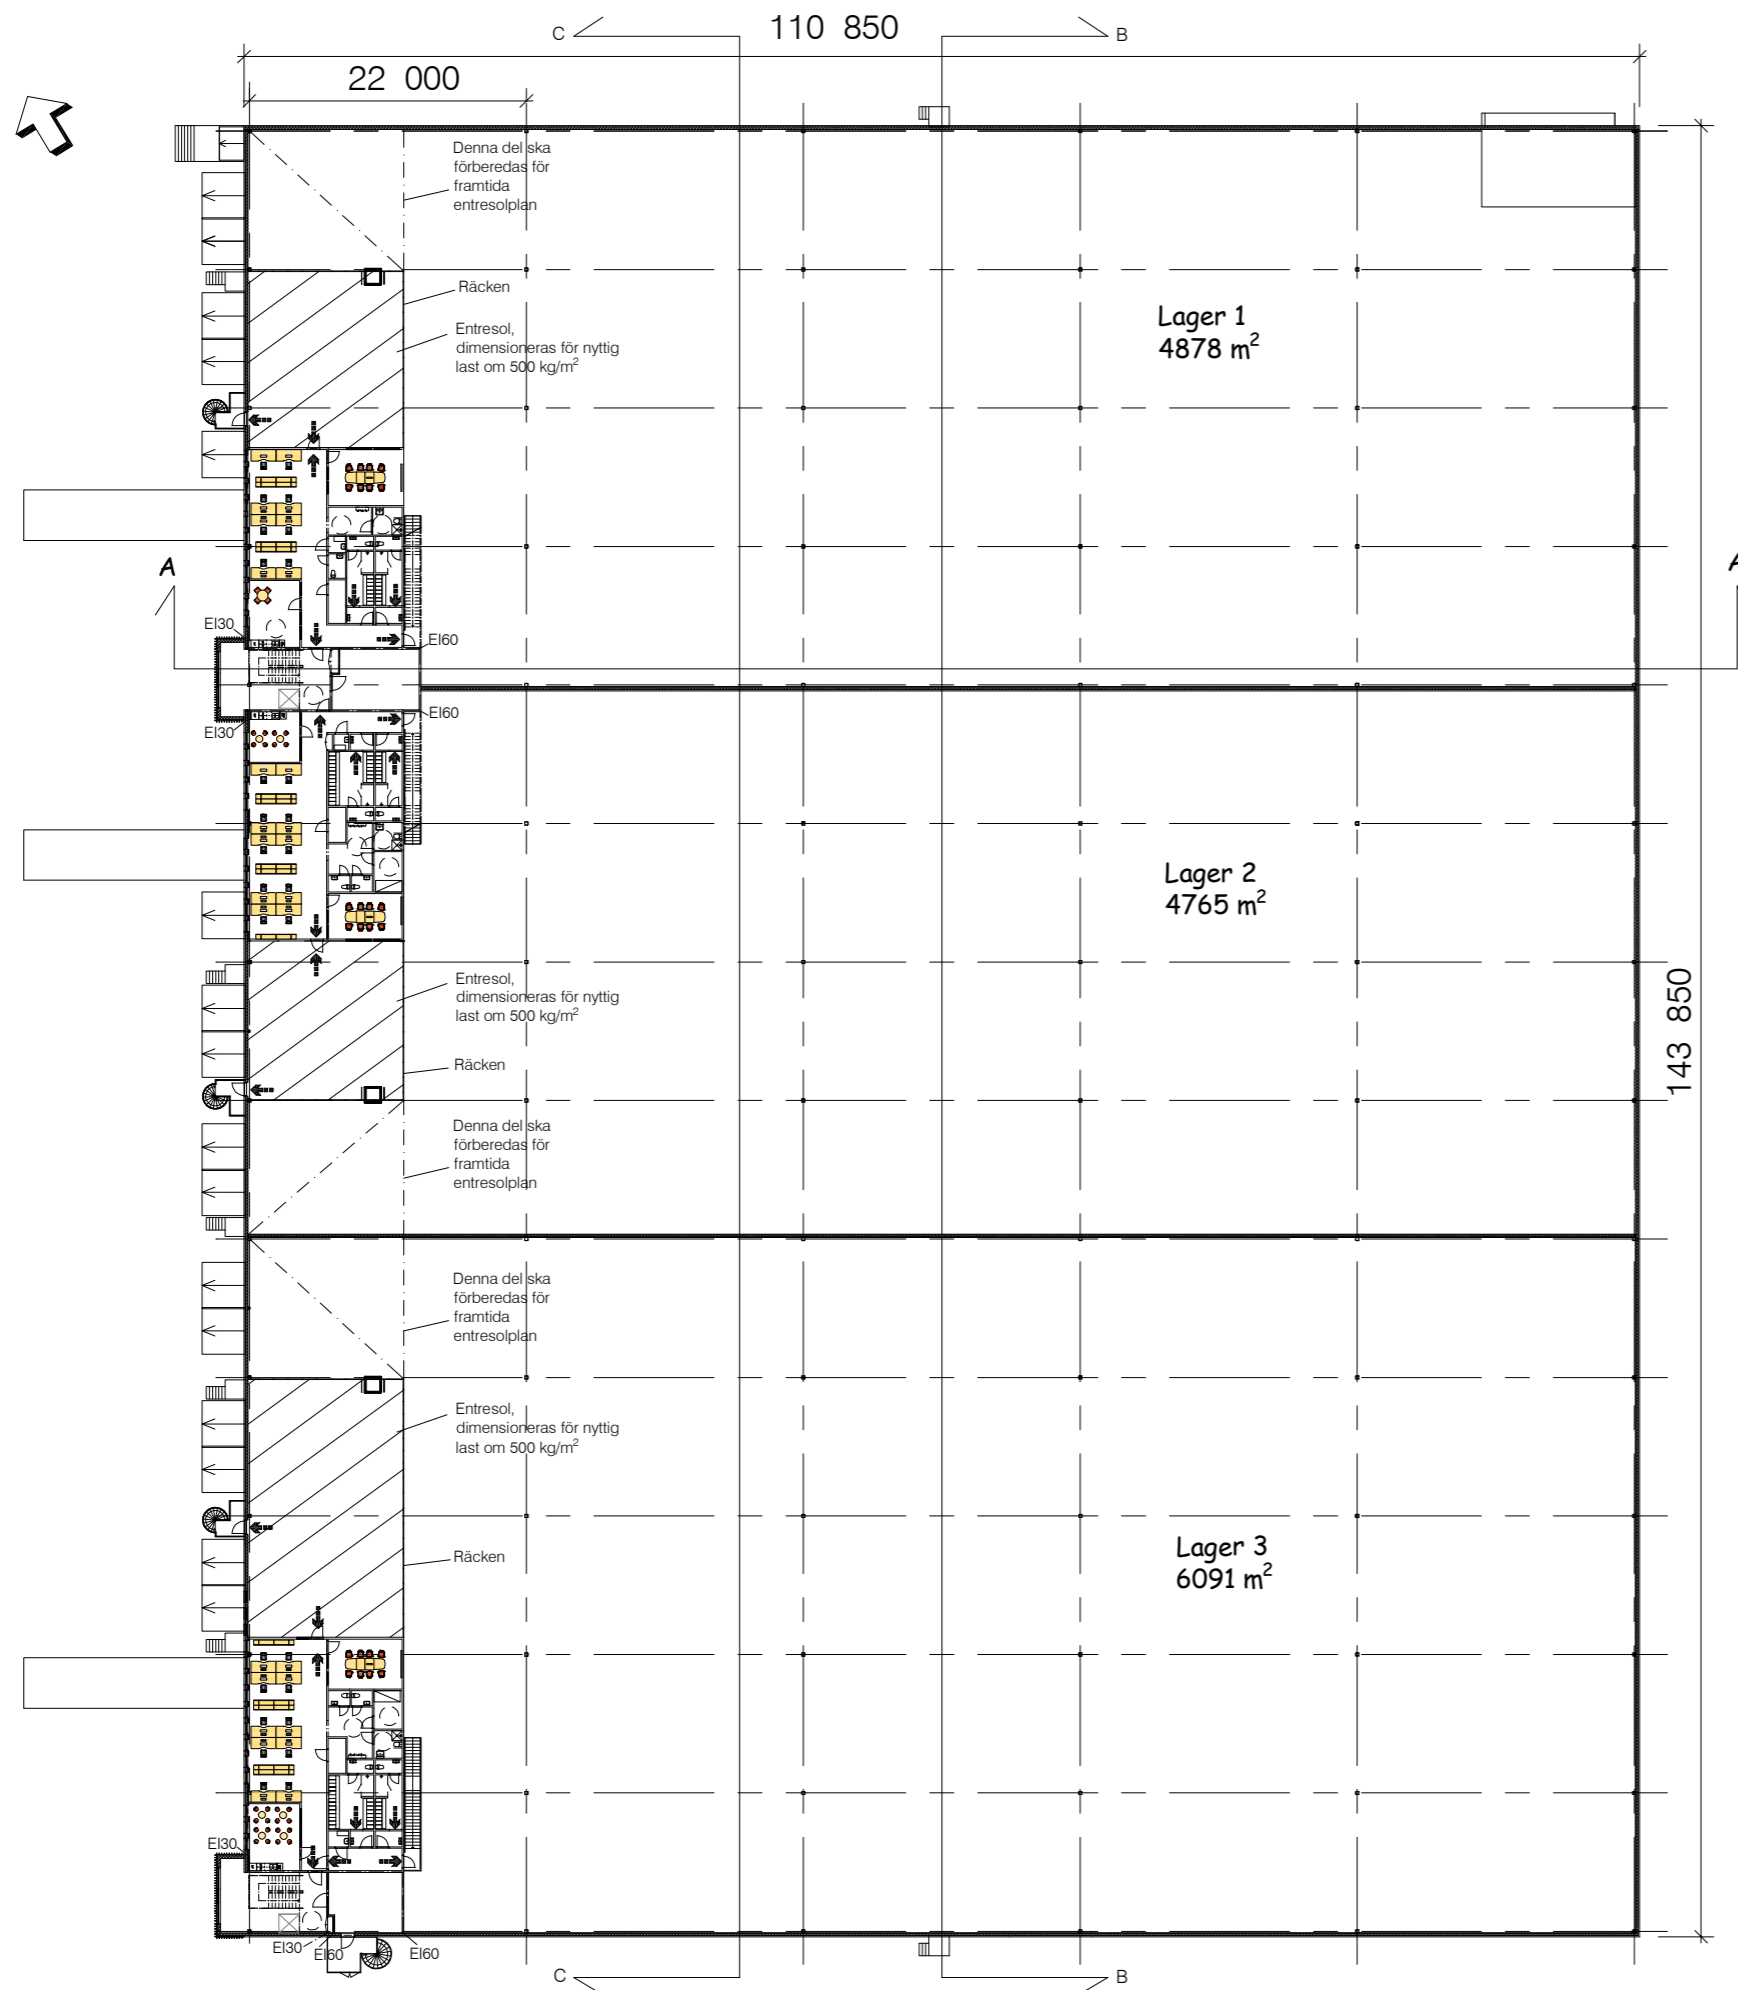 C
110 850
B
22 000
Denna del ska
förberedas för
framtida
entresolplan
Räcken
Entresol,
dimensioneras för nyttig
last om 500 kg/m²
Lager 1
4878 m²
A
A
EI30
EI60
EI60
EI30
Lager 2
4765 m²
Entresol,
dimensioneras för nyttig
last om 500 kg/m²
143 850
Räcken
Denna del ska
förberedas för
framtida
entresolplan
Denna del ska
förberedas för
framtida
entresolplan
Entresol,
dimensioneras för nyttig
last om 500 kg/m²
Räcken
Lager 3
6091 m²
EI30
EI30
EI60
EI60
C
B